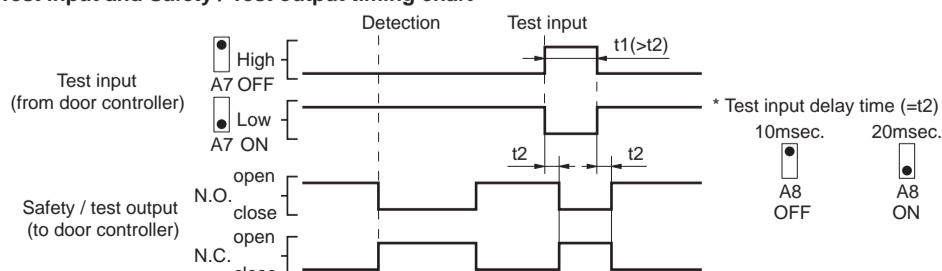 Test input and Safety / Test output timing chart
Detection
Test input
t1(>t2)
High
A7 OFF
Test input
(from door controller)
Low
A7 ON
* Test input delay time (=t2)
10msec.
20msec.
A8
OFF
A8
ON
t2
t2
open
N.O.
close
Safety / test output
(to door controller)
open
N.C.
close